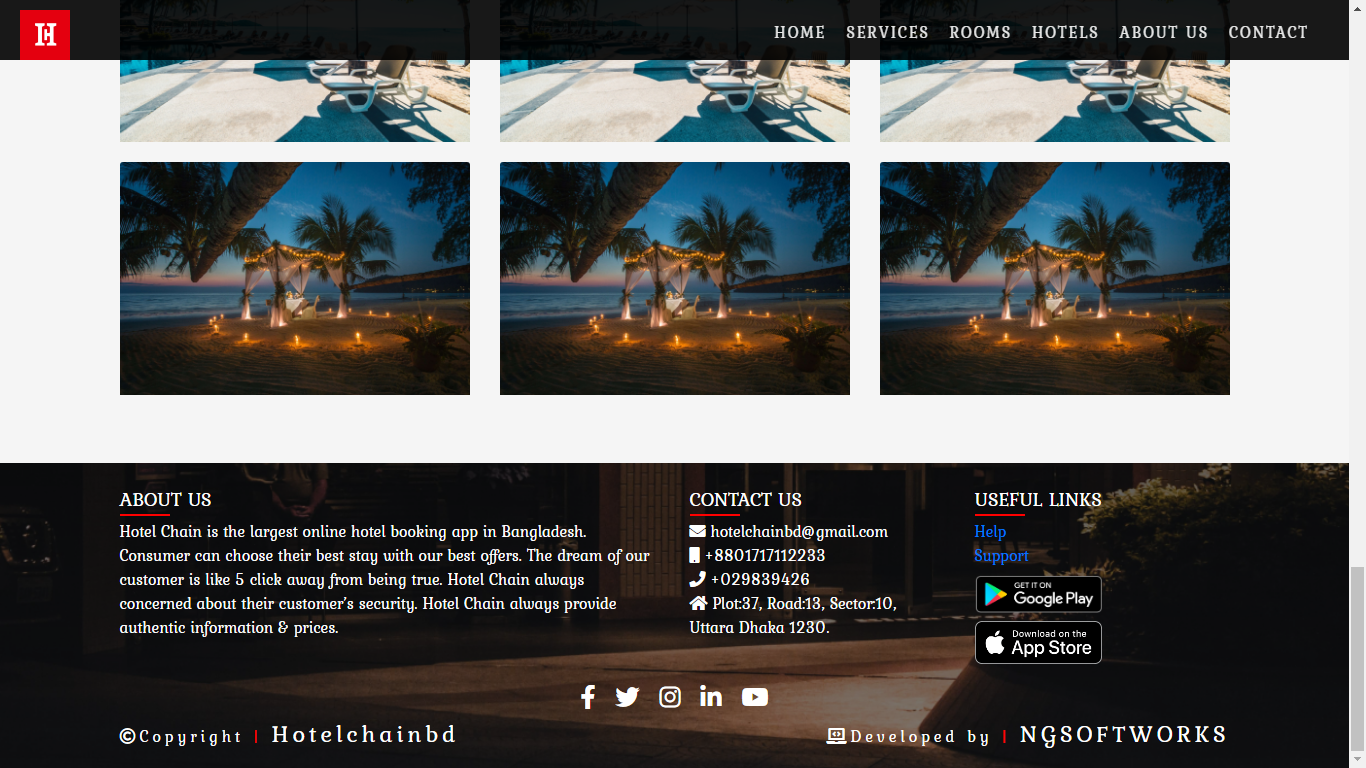 H
HOME SERVICES ROOMS HOTELS ABOUT US CONTACT
ABOUT US
Hotel Chain is the largest online hotel booking app in Bangladesh.
Consumer can choose their best stay with our best offers. The dream of our
customer is like 5 click away from being true. Hotel Chain always
concerned about their customer's security. Hotel Chain always provide
authentic information & prices.
CONTACT US
hotelchainbd@gmail.com
+8801717112233
+029839426
Plot:37, Road:13, Sector:10,
Uttara Dhaka 1230.
USEFUL LINKS
Help
Support
GET IT ON
Google Play
Download on the
App Store
©Copyright | Hotelchainbd
Developed by | NGSOFTWORKS